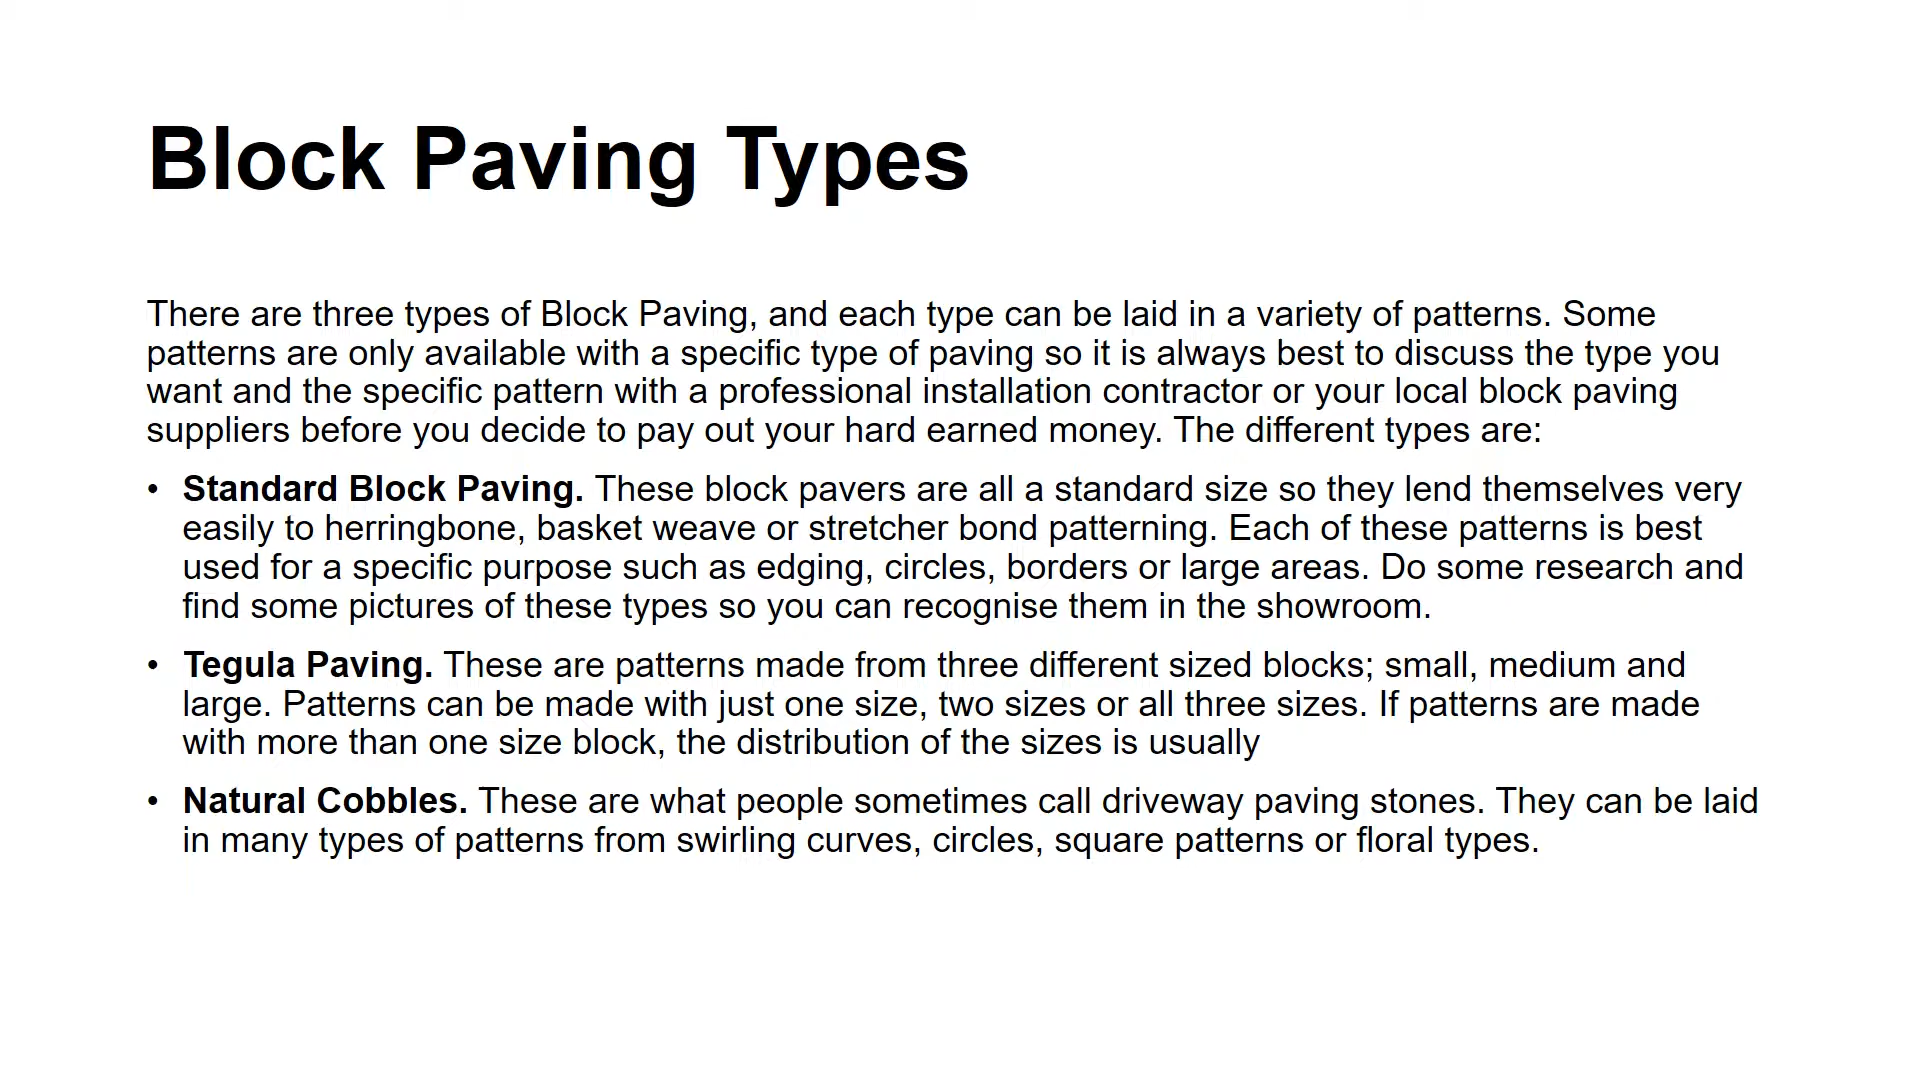 Block Paving Types
There are three types of Block Paving, and each type can be laid in a variety of patterns. Some
patterns are only available with a specific type of paving so it is always best to discuss the type you
want and the specific pattern with a professional installation contractor or your local block paving
suppliers before you decide to pay out your hard earned money. The different types are:
• Standard Block Paving. These block pavers are all a standard size so they lend themselves very
easily to herringbone, basket weave or stretcher bond patterning. Each of these patterns is best
used for a specific purpose such as edging, circles, borders or large areas. Do some research and
find some pictures of these types so you can recognise them in the showroom.
• Tegula Paving. These are patterns made from three different sized blocks; small, medium and
large. Patterns can be made with just one size, two sizes or all three sizes. If patterns are made
with more than one size block, the distribution of the sizes is usually
• Natural Cobbles. These are what people sometimes call driveway paving stones. They can be laid
in many types of patterns from swirling curves, circles, square patterns or floral types.